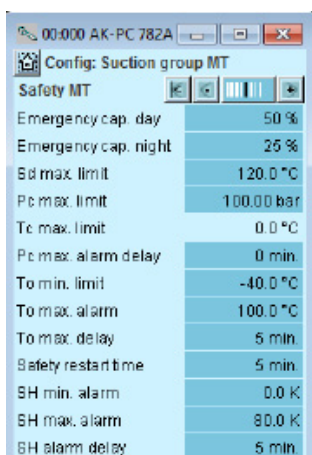 00:000 AK-PC 782A
Config: Suction group MT
Safety MT
Emergency cap. day 50 %
Emergency cap. night 25 %
Sd max. limit 120.0 °C
Pc max. limit 100.00 bar
Tc max. limit 0.0 °C
Pc max. alarm delay 0 min.
To min. limit -40.0 °C
To max. alarm 100.0 °C
To max. delay 5 min.
Safety restart time 5 min.
SH min. alarm 0.0 K
SH max. alarm 80.0 K
SH alarm delay 5 min.